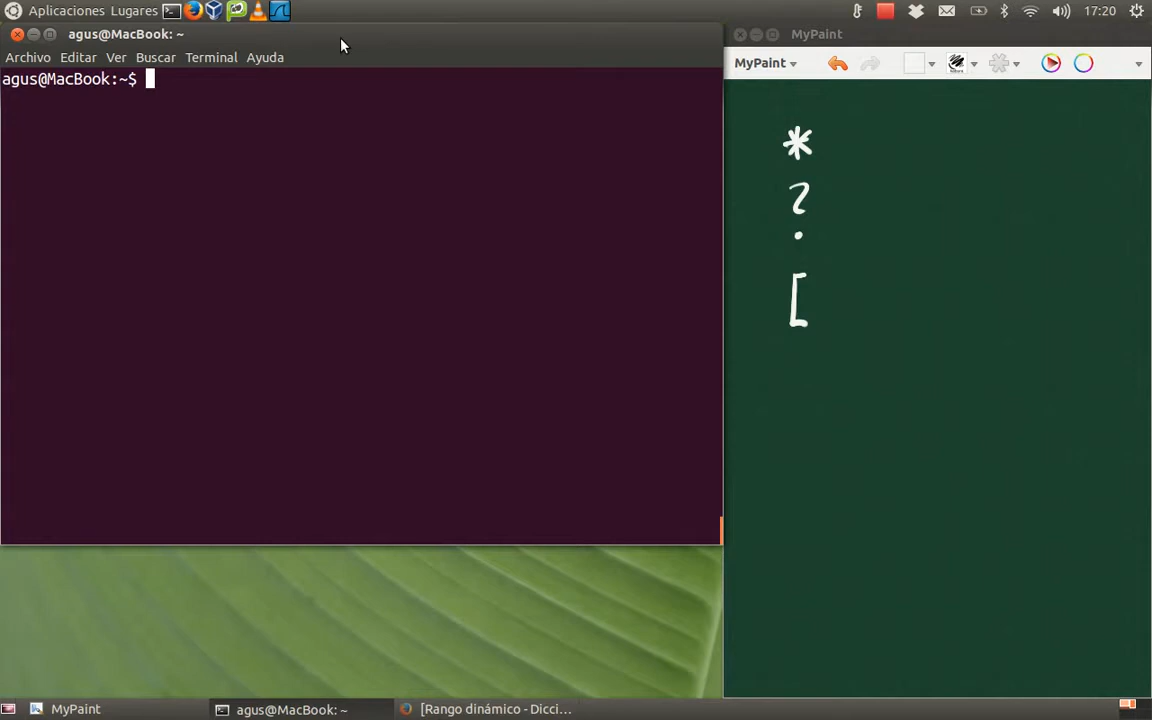 Aplicaciones Lugares
17:20
agus@MacBook: ~
Archivo Editar Ver Buscar Terminal Ayuda
agus@MacBook:~$
MyPaint
MyPaint
*
?
[
MyPaint
agus@MacBook: ~
[Rango dinámico - Dicci...